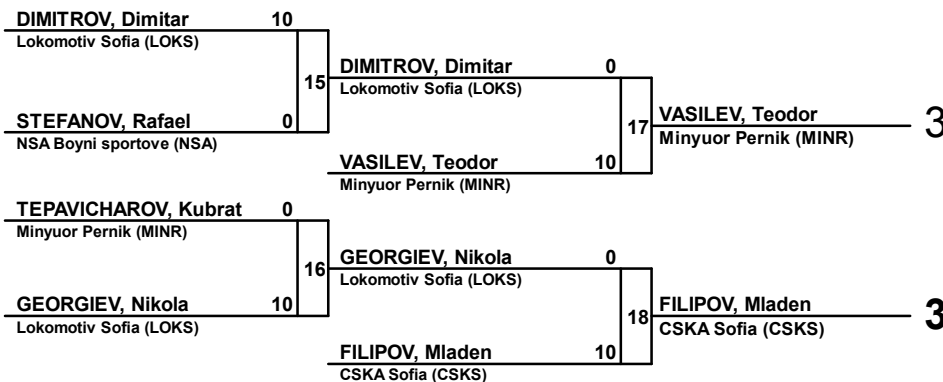 DIMITROV, Dimitar 10
Lokomotiv Sofia (LOKS)
15
STEFANOV, Rafael 0
NSA Boyni sportove (NSA)
DIMITROV, Dimitar 0
Lokomotiv Sofia (LOKS)
17
VASILEV, Teodor 10
Minyuor Pernik (MINR)
VASILEV, Teodor 3
Minyuor Pernik (MINR)
TEPAVICHAROV, Kubrat 0
Minyuor Pernik (MINR)
16
GEORGIEV, Nikola 10
Lokomotiv Sofia (LOKS)
GEORGIEV, Nikola 0
Lokomotiv Sofia (LOKS)
18
FILIPOV, Mladen 10
CSKA Sofia (CSKS)
FILIPOV, Mladen 3
CSKA Sofia (CSKS)